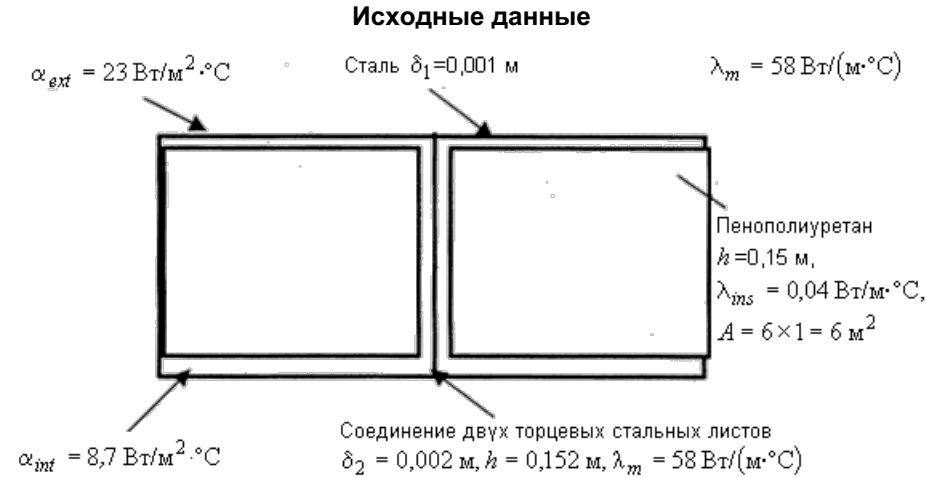 Исходные данные
α_ext = 23 Вт/м²·°С
Сталь δ₁=0,001 м
λ_m = 58 Вт/(м·°С)
Пенополиуретан
h =0,15 м,
λ_ins = 0,04 Вт/м·°С,
A = 6×1 = 6 м²
α_int = 8,7 Вт/м²·°С
Соединение двух торцевых стальных листов
δ₂ = 0,002 м, h = 0,152 м, λ_m = 58 Вт/(м·°С)